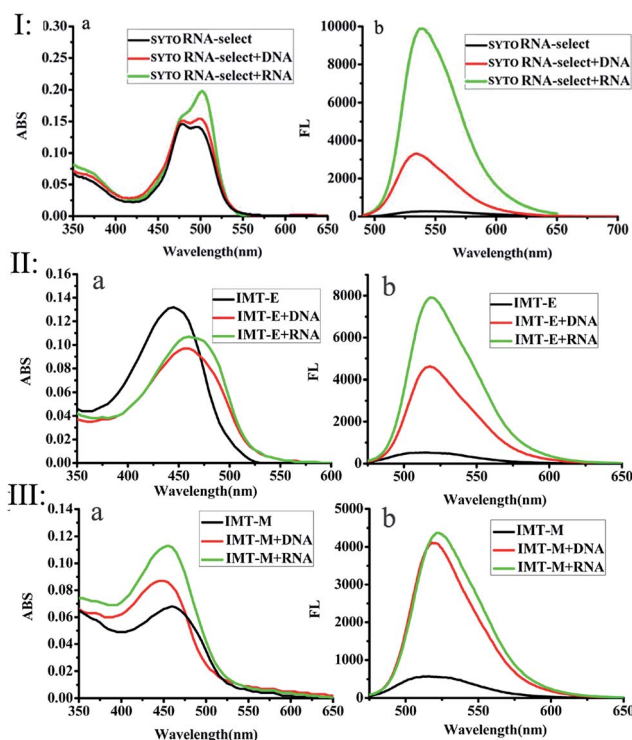 I:
a
0.30
0.25
0.20
0.15
0.10
0.05
0.00
ABS
SYTO RNA-select
SYTO RNA-select+DNA
SYTO RNA-select+RNA
350 400 450 500 550 600 650
Wavelength(nm)
b
10000
8000
6000
4000
2000
0
FL
SYTO RNA-select
SYTO RNA-select+DNA
SYTO RNA-select+RNA
500 550 600 650 700
Wavelength(nm)
II:
a
0.16
0.14
0.12
0.10
0.08
0.06
0.04
0.02
0.00
ABS
IMT-E
IMT-E+DNA
IMT-E+RNA
350 400 450 500 550 600
Wavelength(nm)
b
8000
6000
4000
2000
0
FL
IMT-E
IMT-E+DNA
IMT-E+RNA
500 550 600 650
Wavelength(nm)
III:
a
0.14
0.12
0.10
0.08
0.06
0.04
0.02
0.00
ABS
IMT-M
IMT-M+DNA
IMT-M+RNA
350 400 450 500 550 600 650
Wavelength(nm)
b
5000
4000
3000
2000
1000
0
FL
IMT-M
IMT-M+DNA
IMT-M+RNA
500 550 600 650
Wavelength(nm)